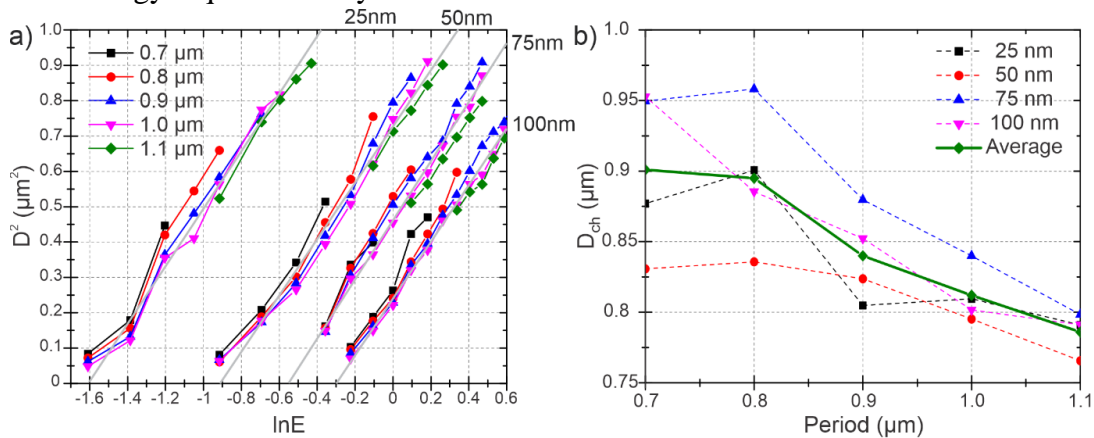 a)
25nm
50nm
75nm
100nm
0.7 µm
0.8 µm
0.9 µm
1.0 µm
1.1 µm
1.0
0.9
0.8
0.7
0.6
0.5
0.4
0.3
0.2
0.1
0
D² (µm²)
-1.6 -1.4 -1.2 -1 -0.8 -0.6 -0.4 -0.2 0 0.2 0.4 0.6
lnE
b)
25 nm
50 nm
75 nm
100 nm
Average
0.95
0.9
0.85
0.8
0.75
D_ch (µm)
0.7 0.8 0.9 1.0 1.1
Period (µm)